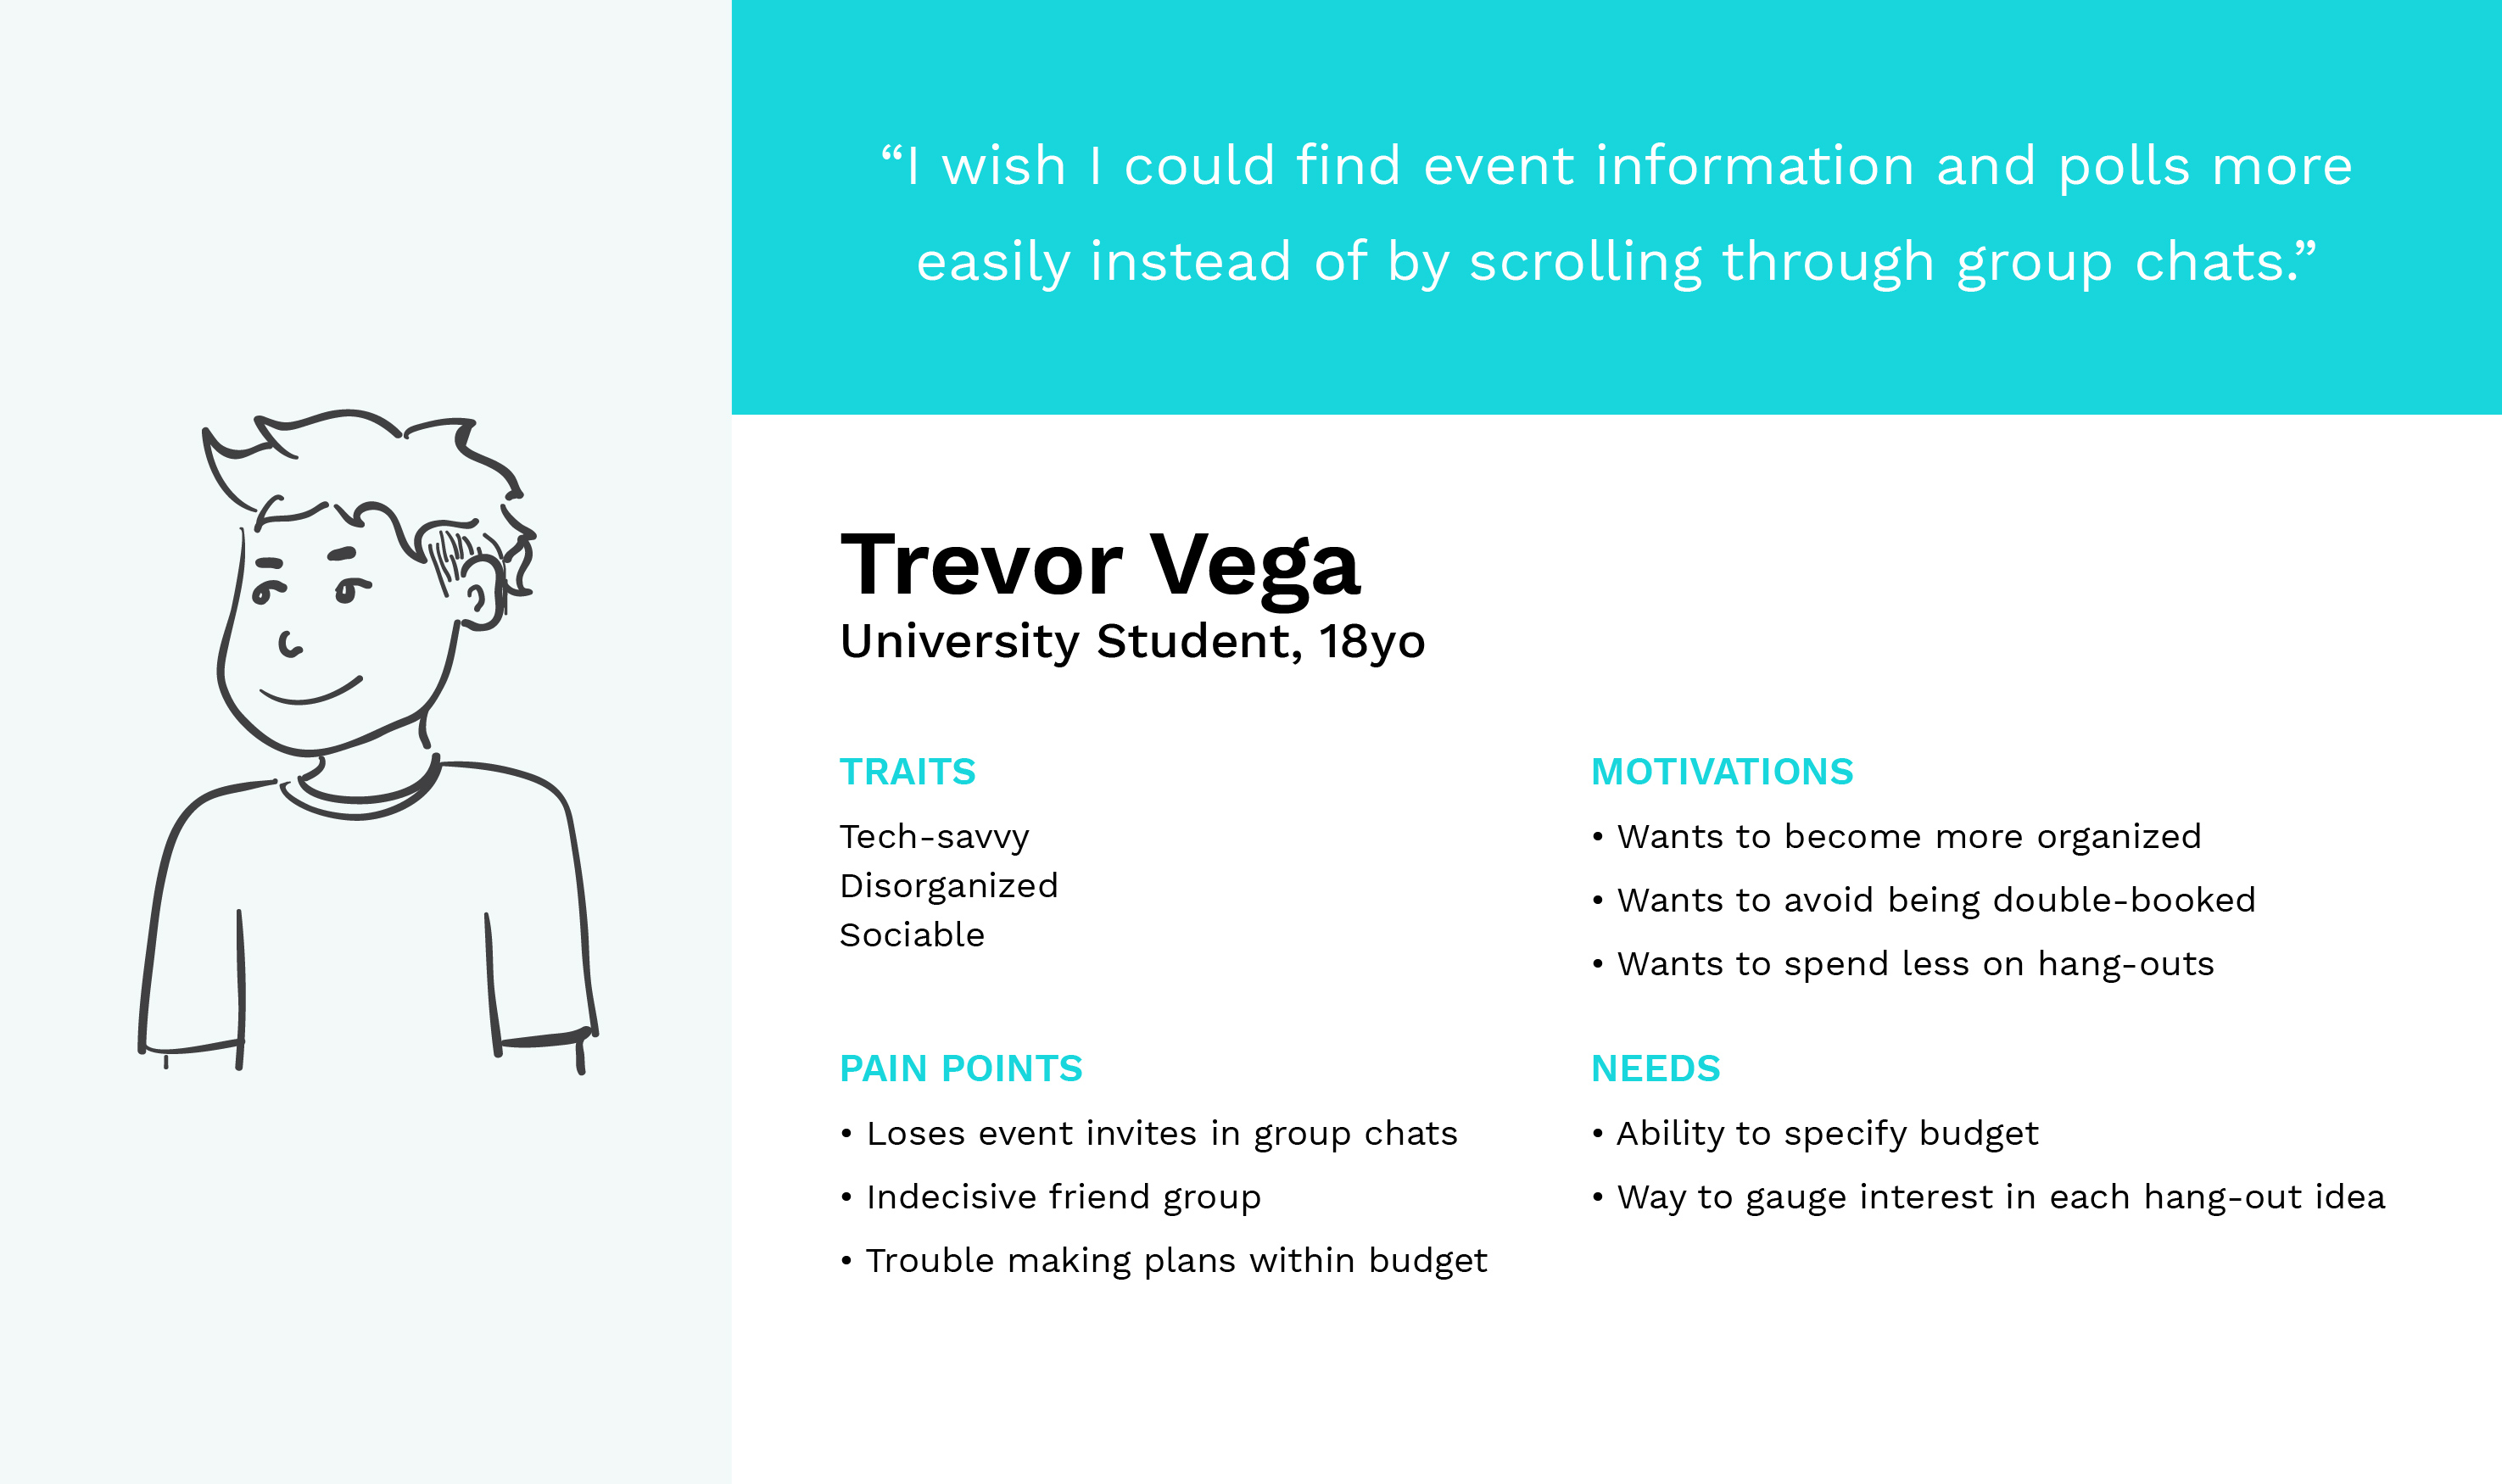 “I wish I could find event information and polls more
easily instead of by scrolling through group chats.”
Trevor Vega
University Student, 18yo
TRAITS
Tech-savvy
Disorganized
Sociable
MOTIVATIONS
• Wants to become more organized
• Wants to avoid being double-booked
• Wants to spend less on hang-outs
PAIN POINTS
• Loses event invites in group chats
• Indecisive friend group
• Trouble making plans within budget
NEEDS
• Ability to specify budget
• Way to gauge interest in each hang-out idea